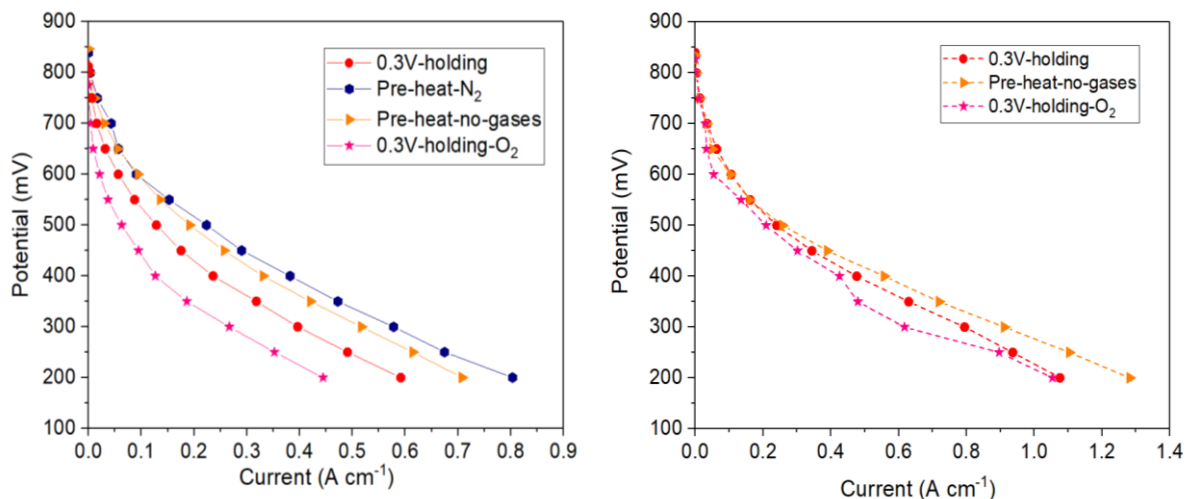 900
800
700
600
500
400
300
200
100
Potential (mV)
0.0 0.1 0.2 0.3 0.4 0.5 0.6 0.7 0.8 0.9
Current (A cm⁻¹)
0.3V-holding
Pre-heat-N₂
Pre-heat-no-gases
0.3V-holding-O₂
900
800
700
600
500
400
300
200
100
Potential (mV)
0.0 0.2 0.4 0.6 0.8 1.0 1.2 1.4
Current (A cm⁻¹)
0.3V-holding
Pre-heat-no-gases
0.3V-holding-O₂